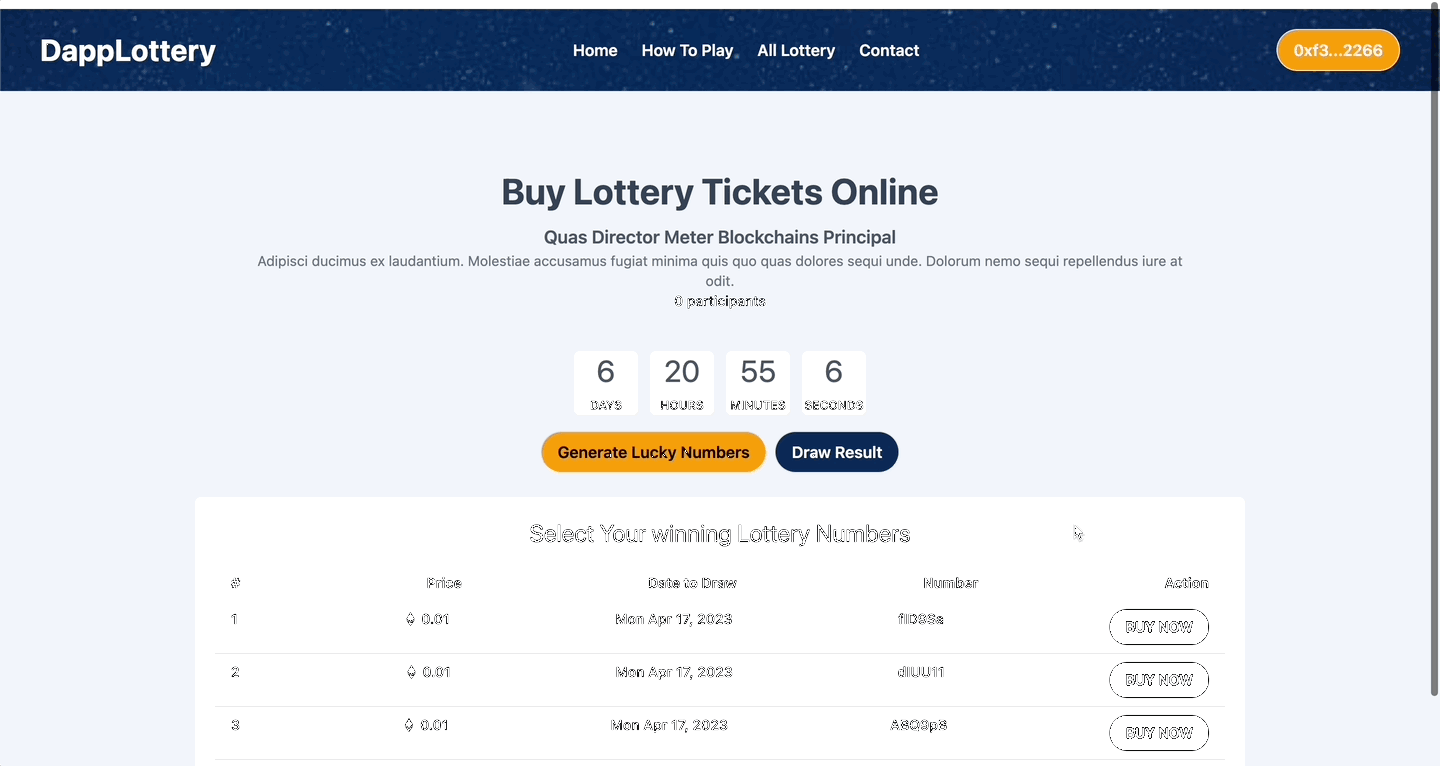 DappLottery
Home How To Play All Lottery Contact
0xf3...2266
Buy Lottery Tickets Online
Quas Director Meter Blockchains Principal
Adipisci ducimus ex laudantium. Molestiae accusamus fugiat minima quis quo quas dolores sequi unde. Dolorum nemo sequi repellendus iure at
odit.
0 participants
6 20 55 6
DAYS HOURS MINUTES SECONDS
Generate Lucky Numbers Draw Result
Select Your winning Lottery Numbers
# Price Date to Draw Number Action
1 0.01 Mon Apr 17, 2023 BUY NOW
2 0.01 Mon Apr 17, 2023 BUY NOW
3 0.01 Mon Apr 17, 2023 BUY NOW